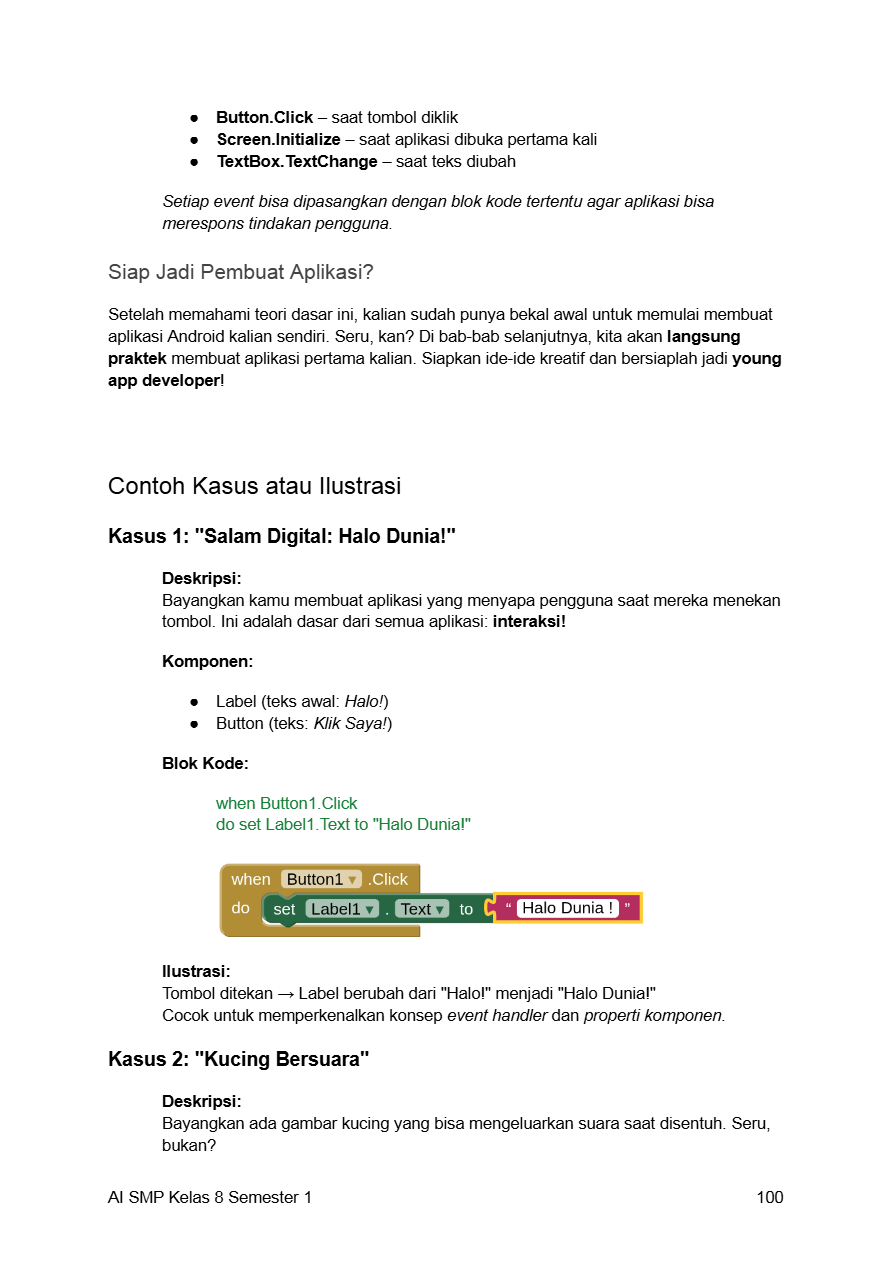 ● Button.Click – saat tombol diklik
● Screen.Initialize – saat aplikasi dibuka pertama kali
● TextBox.TextChange – saat teks diubah
Setiap event bisa dipasangkan dengan blok kode tertentu agar aplikasi bisa
merespons tindakan pengguna.
Siap Jadi Pembuat Aplikasi?
Setelah memahami teori dasar ini, kalian sudah punya bekal awal untuk memulai membuat
aplikasi Android kalian sendiri. Seru, kan? Di bab-bab selanjutnya, kita akan langsung
praktek membuat aplikasi pertama kalian. Siapkan ide-ide kreatif dan bersiaplah jadi young
app developer!
Contoh Kasus atau Ilustrasi
Kasus 1: "Salam Digital: Halo Dunia!"
Deskripsi:
Bayangkan kamu membuat aplikasi yang menyapa pengguna saat mereka menekan
tombol. Ini adalah dasar dari semua aplikasi: interaksi!
Komponen:
● Label (teks awal: Halo!)
● Button (teks: Klik Saya!)
Blok Kode:
when Button1.Click
do set Label1.Text to "Halo Dunia!"
when Button1 ▾ .Click
do set Label1 ▾ . Text ▾ to “ Halo Dunia ! ”
Ilustrasi:
Tombol ditekan → Label berubah dari "Halo!" menjadi "Halo Dunia!"
Cocok untuk memperkenalkan konsep event handler dan properti komponen.
Kasus 2: "Kucing Bersuara"
Deskripsi:
Bayangkan ada gambar kucing yang bisa mengeluarkan suara saat disentuh. Seru,
bukan?
AI SMP Kelas 8 Semester 1 100